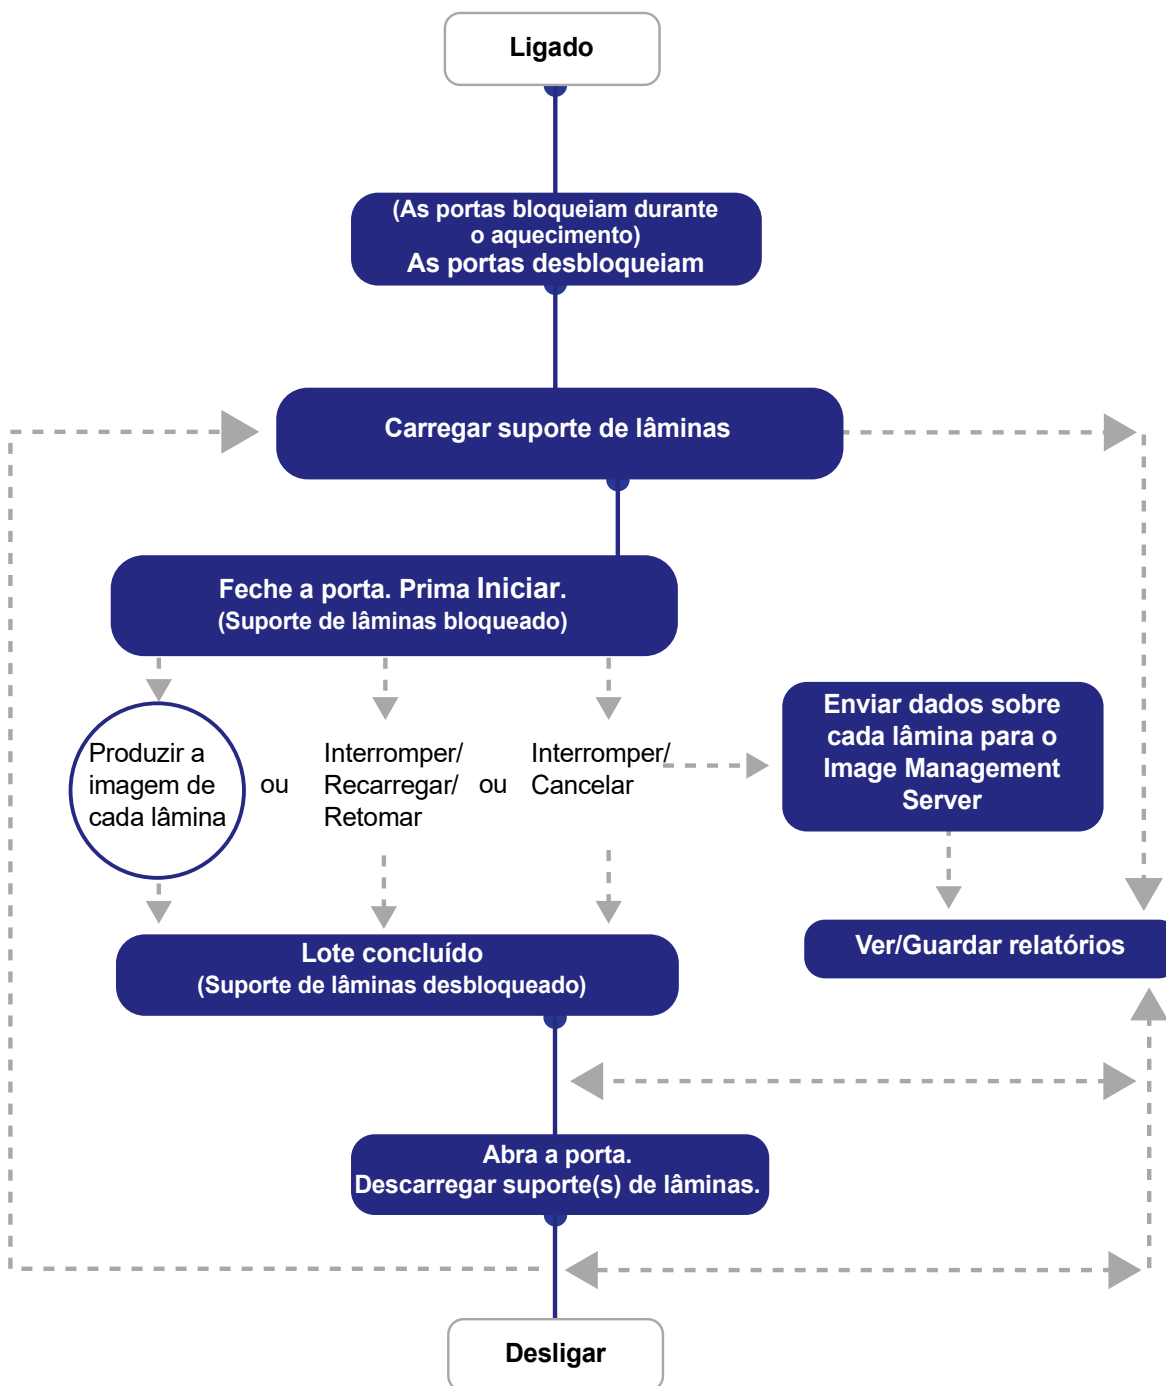 Ligado
(As portas bloqueiam durante
o aquecimento)
As portas desbloqueiam
Carregar suporte de lâminas
Feche a porta. Prima Iniciar.
(Suporte de lâminas bloqueado)
Produzir a
imagem de
cada lâmina
ou
Interromper/
Recarregar/
Retomar
ou
Interromper/
Cancelar
Enviar dados sobre
cada lâmina para o
Image Management
Server
Lote concluído
(Suporte de lâminas desbloqueado)
Ver/Guardar relatórios
Abra a porta.
Descarregar suporte(s) de lâminas.
Desligar